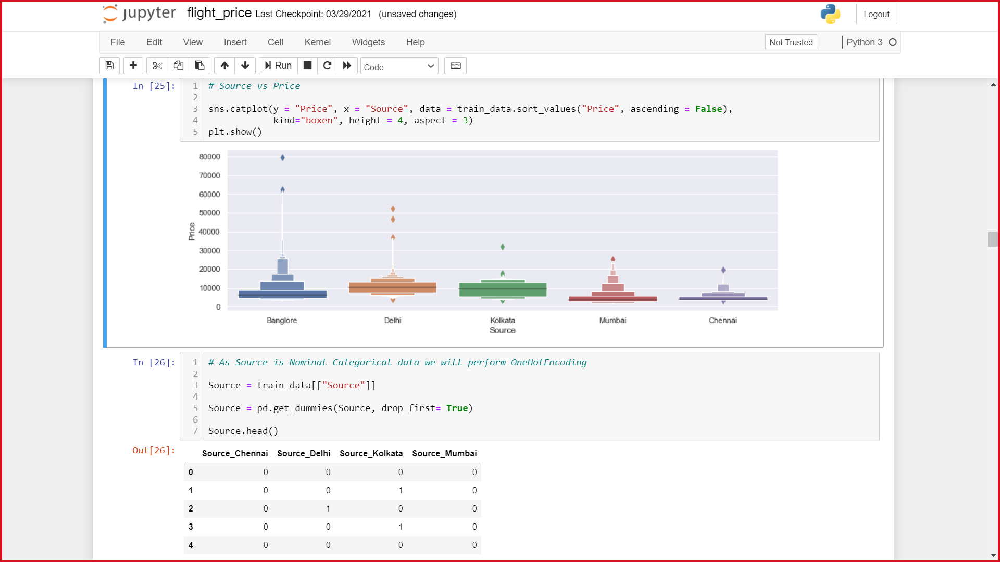 jupyter flight_price Last Checkpoint: 03/29/2021 (unsaved changes) Logout
File Edit View Insert Cell Kernel Widgets Help Not Trusted Python 3
Run Code
In [25]: 1 # Source vs Price
2
3 sns.catplot(y = "Price", x = "Source", data = train_data.sort_values("Price", ascending = False),
4 kind="boxen", height = 4, aspect = 3)
5 plt.show()
80000
70000
60000
50000
40000
30000
20000
10000
0
Price
Banglore Delhi Kolkata Mumbai Chennai
Source
In [26]: 1 # As Source is Nominal Categorical data we will perform OneHotEncoding
2
3 Source = train_data[["Source"]]
4
5 Source = pd.get_dummies(Source, drop_first= True)
6
7 Source.head()
Out[26]: Source_Chennai Source_Delhi Source_Kolkata Source_Mumbai
0 0 0 0 0
1 0 0 1 0
2 0 1 0 0
3 0 0 1 0
4 0 0 0 0